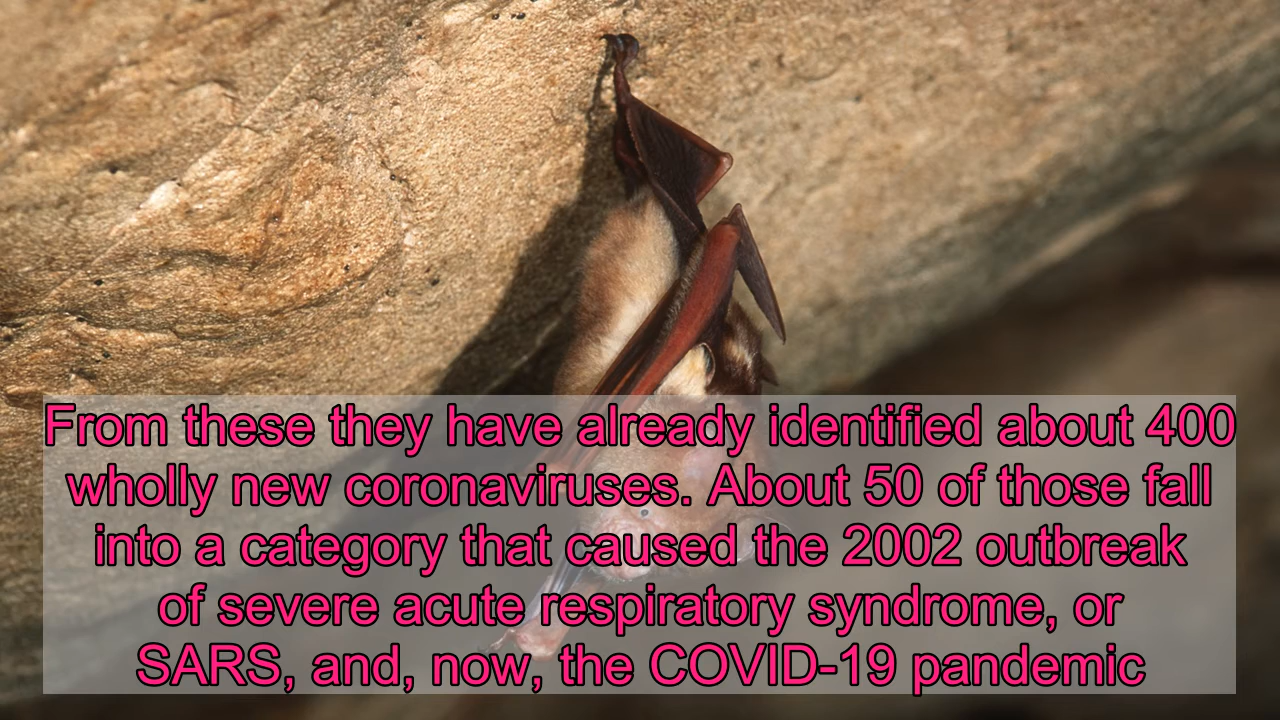 From these they have already identified about 400
wholly new coronaviruses. About 50 of those fall
into a category that caused the 2002 outbreak
of severe acute respiratory syndrome, or
SARS, and, now, the COVID-19 pandemic